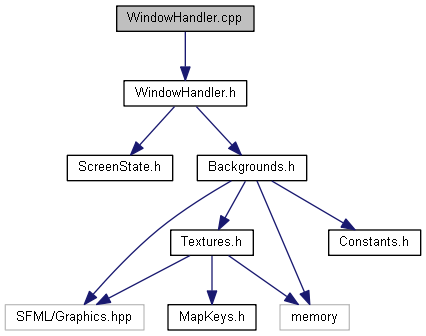 WindowHandler.cpp
WindowHandler.h
ScreenState.h
Backgrounds.h
Textures.h
Constants.h
SFML/Graphics.hpp
MapKeys.h
memory